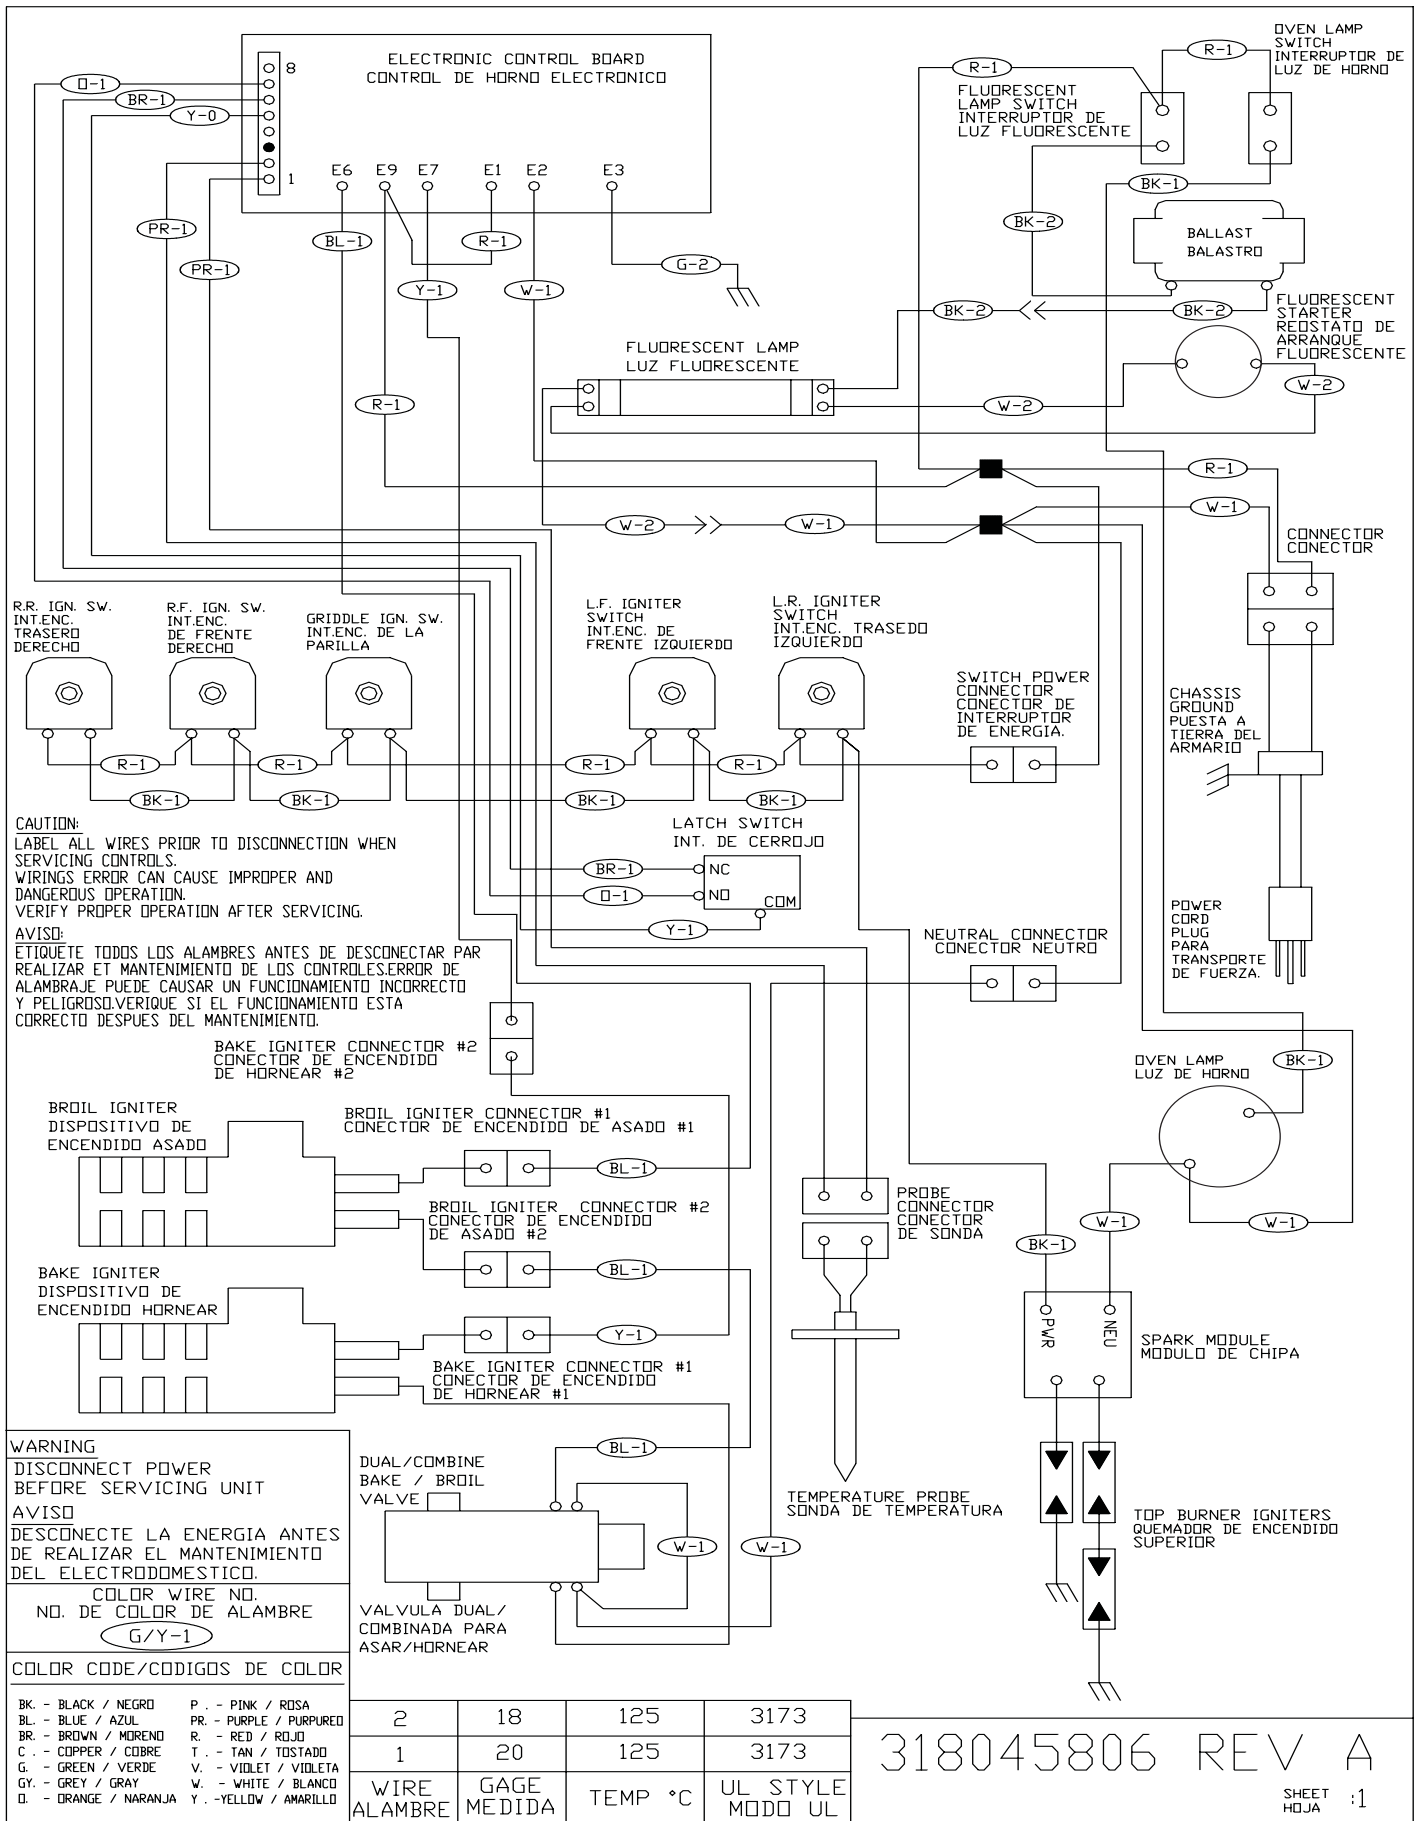 ELECTRONIC CONTROL BOARD
CONTROL DE HORNO ELECTRONICO
8
1
O-1
BR-1
Y-0
PR-1
PR-1
E6
E9
E7
E1
E2
E3
BL-1
R-1
Y-1
W-1
G-2
R-1
R-1
OVEN LAMP
SWITCH
INTERRUPTOR DE
LUZ DE HORNO
R-1
FLUORESCENT
LAMP SWITCH
INTERRUPTOR DE
LUZ FLUORESCENTE
BK-1
BK-2
BALLAST
BALASTRO
BK-2
BK-2
FLUORESCENT
STARTER
REOSTATO DE
ARRANQUE
FLUORESCENTE
FLUORESCENT LAMP
LUZ FLUORESCENTE
W-2
W-2
R-1
W-1
W-2
W-1
CONNECTOR
CONECTOR
R.R. IGN. SW.
INT.ENC.
TRASERO
DERECHO
R.F. IGN. SW.
INT.ENC.
DE FRENTE
DERECHO
GRIDDLE IGN. SW.
INT.ENC. DE LA
PARILLA
L.F. IGNITER
SWITCH
INT.ENC. DE
FRENTE IZQUIERDO
L.R. IGNITER
SWITCH
INT.ENC. TRASEDO
IZQUIERDO
SWITCH POWER
CONNECTOR
CONECTOR DE
INTERRUPTOR
DE ENERGIA.
CHASSIS
GROUND
PUESTA A
TIERRA DEL
ARMARIO
R-1
R-1
R-1
R-1
BK-1
BK-1
BK-1
BK-1
CAUTION:
LABEL ALL WIRES PRIOR TO DISCONNECTION WHEN
SERVICING CONTROLS.
WIRINGS ERROR CAN CAUSE IMPROPER AND
DANGEROUS OPERATION.
VERIFY PROPER OPERATION AFTER SERVICING.
AVISO:
ETIQUETE TODOS LOS ALAMBRES ANTES DE DESCONECTAR PAR
REALIZAR ET MANTENIMIENTO DE LOS CONTROLES.ERROR DE
ALAMBRAJE PUEDE CAUSAR UN FUNCIONAMIENTO INCORRECTO
Y PELIGROSO.VERIQUE SI EL FUNCIONAMIENTO ESTA
CORRECTO DESPUES DEL MANTENIMIENTO.
LATCH SWITCH
INT. DE CERROJO
BR-1
NC
O-1
NO
COM
Y-1
POWER
CORD
PLUG
PARA
TRANSPORTE
DE FUERZA.
NEUTRAL CONNECTOR
CONECTOR NEUTRO
BAKE IGNITER CONNECTOR #2
CONECTOR DE ENCENDIDO
DE HORNEAR #2
OVEN LAMP
LUZ DE HORNO
BK-1
BROIL IGNITER
DISPOSITIVO DE
ENCENDIDO ASADO
BROIL IGNITER CONNECTOR #1
CONECTOR DE ENCENDIDO DE ASADO #1
BL-1
BROIL IGNITER CONNECTOR #2
CONECTOR DE ENCENDIDO
DE ASADO #2
BL-1
PROBE
CONNECTOR
CONECTOR
DE SONDA
W-1
W-1
BK-1
BAKE IGNITER
DISPOSITIVO DE
ENCENDIDO HORNEAR
Y-1
BAKE IGNITER CONNECTOR #1
CONECTOR DE ENCENDIDO
DE HORNEAR #1
PWR
NEU
SPARK MODULE
MODULO DE CHIPA
TEMPERATURE PROBE
SONDA DE TEMPERATURA
TOP BURNER IGNITERS
QUEMADOR DE ENCENDIDO
SUPERIOR
BL-1
DUAL/COMBINE
BAKE / BROIL
VALVE
W-1
W-1
VALVULA DUAL/
COMBINADA PARA
ASAR/HORNEAR
WARNING
DISCONNECT POWER
BEFORE SERVICING UNIT
AVISO
DESCONECTE LA ENERGIA ANTES
DE REALIZAR EL MANTENIMIENTO
DEL ELECTRODOMESTICO.
COLOR WIRE NO.
NO. DE COLOR DE ALAMBRE
G/Y-1
COLOR CODE/CODIGOS DE COLOR
BK. - BLACK / NEGRO P . - PINK / ROSA
BL. - BLUE / AZUL PR. - PURPLE / PURPUREO
BR. - BROWN / MORENO R. - RED / ROJO
C . - COPPER / COBRE T . - TAN / TOSTADO
G. - GREEN / VERDE V. - VIOLET / VIOLETA
GY. - GREY / GRAY W. - WHITE / BLANCO
O. - ORANGE / NARANJA Y . -YELLOW / AMARILLO
2 18 125 3173
1 20 125 3173
WIRE ALAMBRE GAGE MEDIDA TEMP °C UL STYLE MODO UL
318045806 REV A
SHEET
HOJA :1